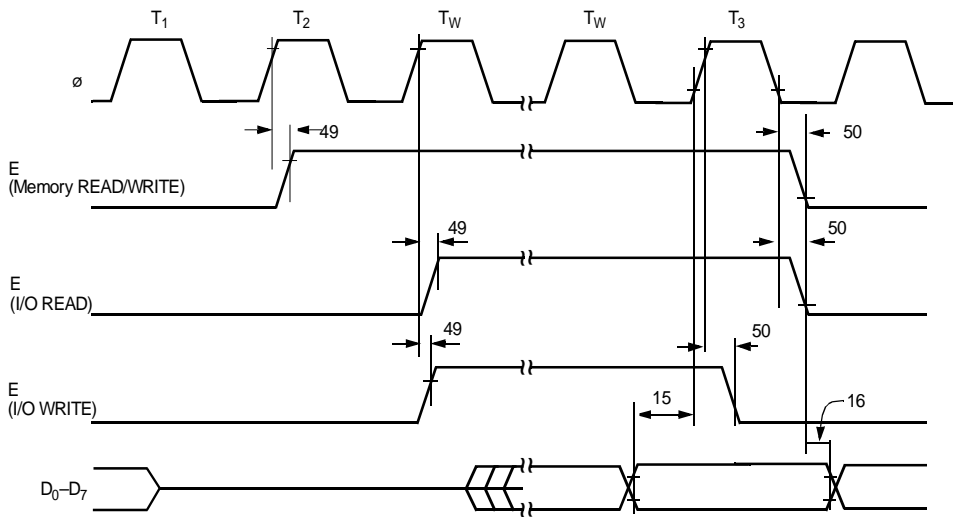 T1 T2 TW TW T3
ø
49 50
E
(Memory READ/WRITE)
49 50
E
(I/O READ)
49 50
E
(I/O WRITE)
15 16
D0–D7